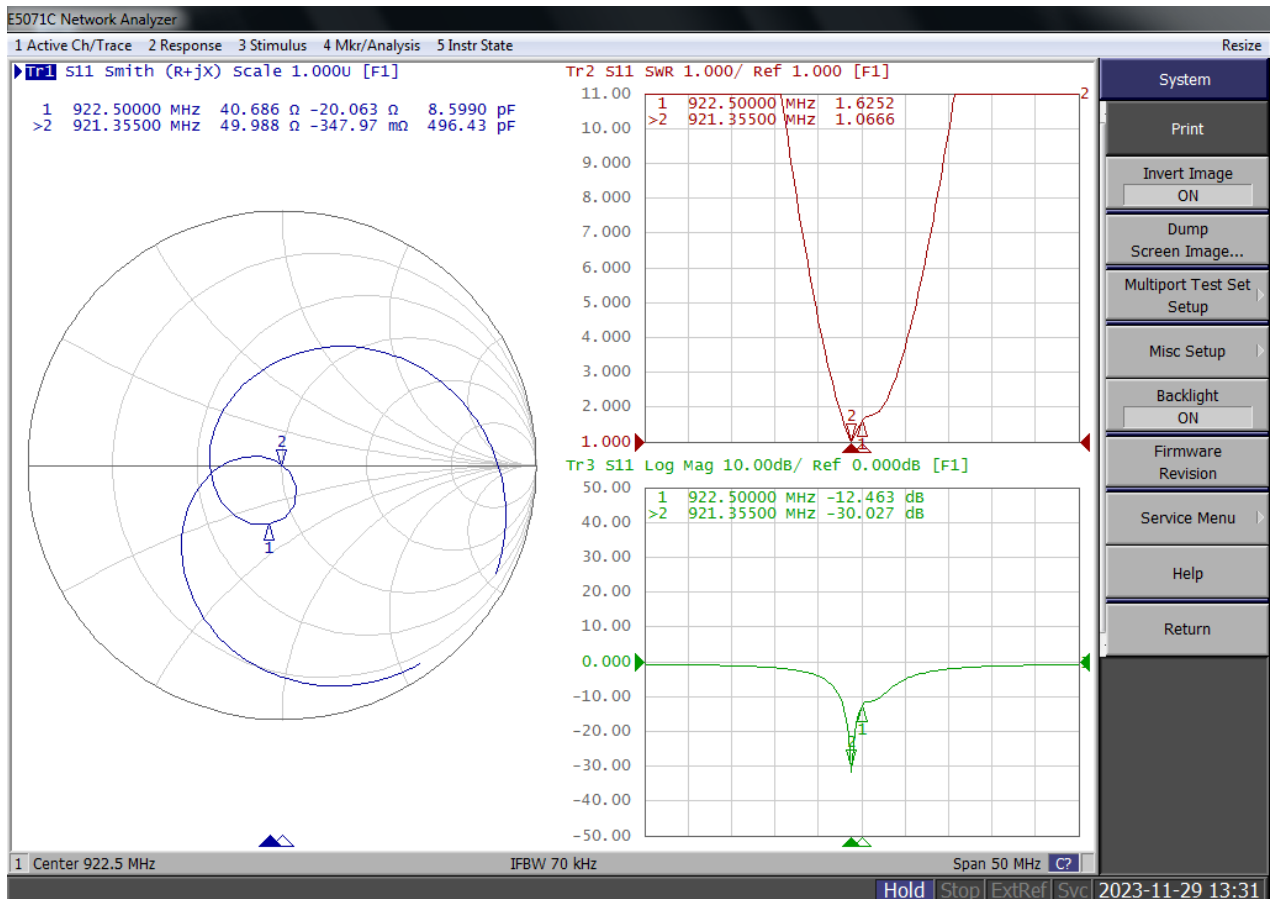 E5071C Network Analyzer
1 Active Ch/Trace 2 Response 3 Stimulus 4 Mkr/Analysis 5 Instr State Resize
Tr1 S11 Smith (R+jX) Scale 1.000U [F1]
1 922.50000 MHz 40.686 Ω -20.063 Ω 8.5990 pF
>2 921.35500 MHz 49.988 Ω -347.97 mΩ 496.43 pF
2
1
Tr2 S11 SWR 1.000/ Ref 1.000 [F1]
11.00
1 922.50000 MHz 1.6252
>2 921.35500 MHz 1.0666
2
10.00
9.000
8.000
7.000
6.000
5.000
4.000
3.000
2.000
2
1.000
1
Tr3 S11 Log Mag 10.00dB/ Ref 0.000dB [F1]
50.00
1 922.50000 MHz -12.463 dB
>2 921.35500 MHz -30.027 dB
40.00
30.00
20.00
10.00
0.000
-10.00
-20.00
1
-30.00
-40.00
-50.00
1 Center 922.5 MHz IFBW 70 kHz Span 50 MHz C?
System
Print
Invert Image
ON
Dump
Screen Image...
Multiport Test Set
Setup
Misc Setup
Backlight
ON
Firmware
Revision
Service Menu
Help
Return
Hold Stop ExtRef Svc 2023-11-29 13:31